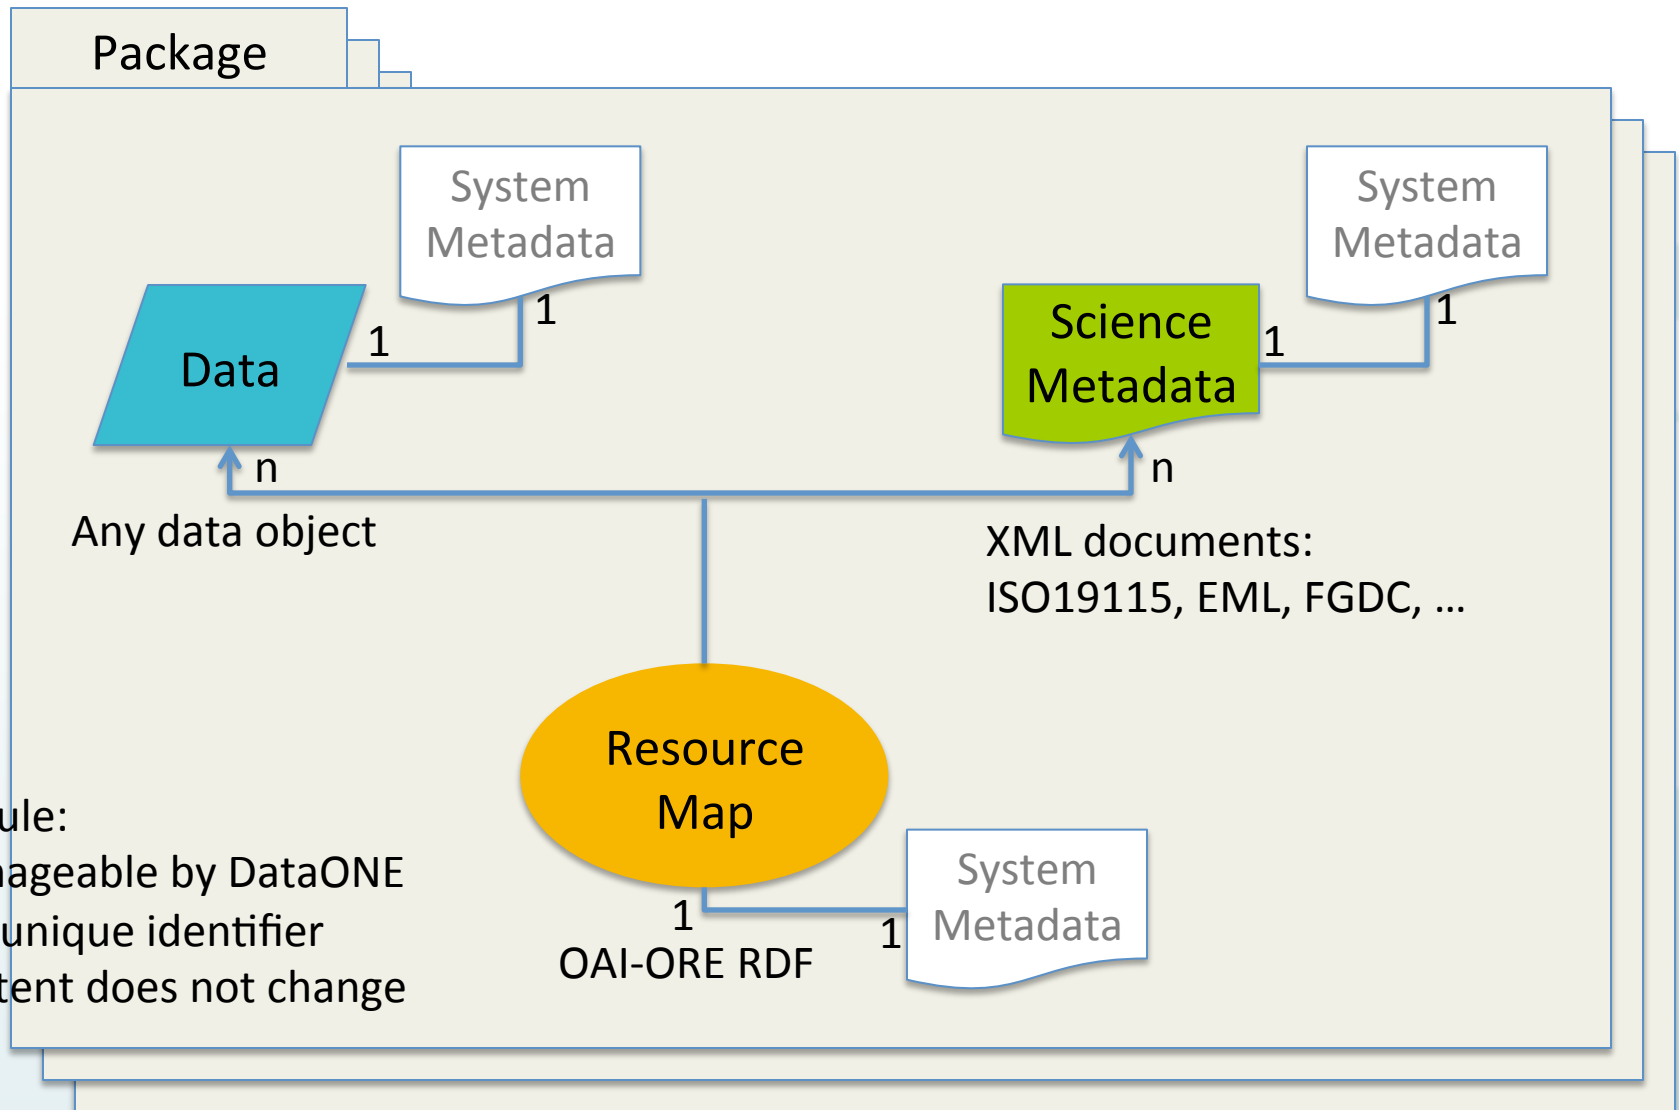 Package
System
Metadata
System
Metadata
1
1
Data
Science
Metadata
1
1
n
n
Any data object
XML documents:
ISO19115, EML, FGDC, ...
Resource
Map
ule:
ageable by DataONE
unique identifier
tent does not change
1
OAI-ORE RDF
1
System
Metadata